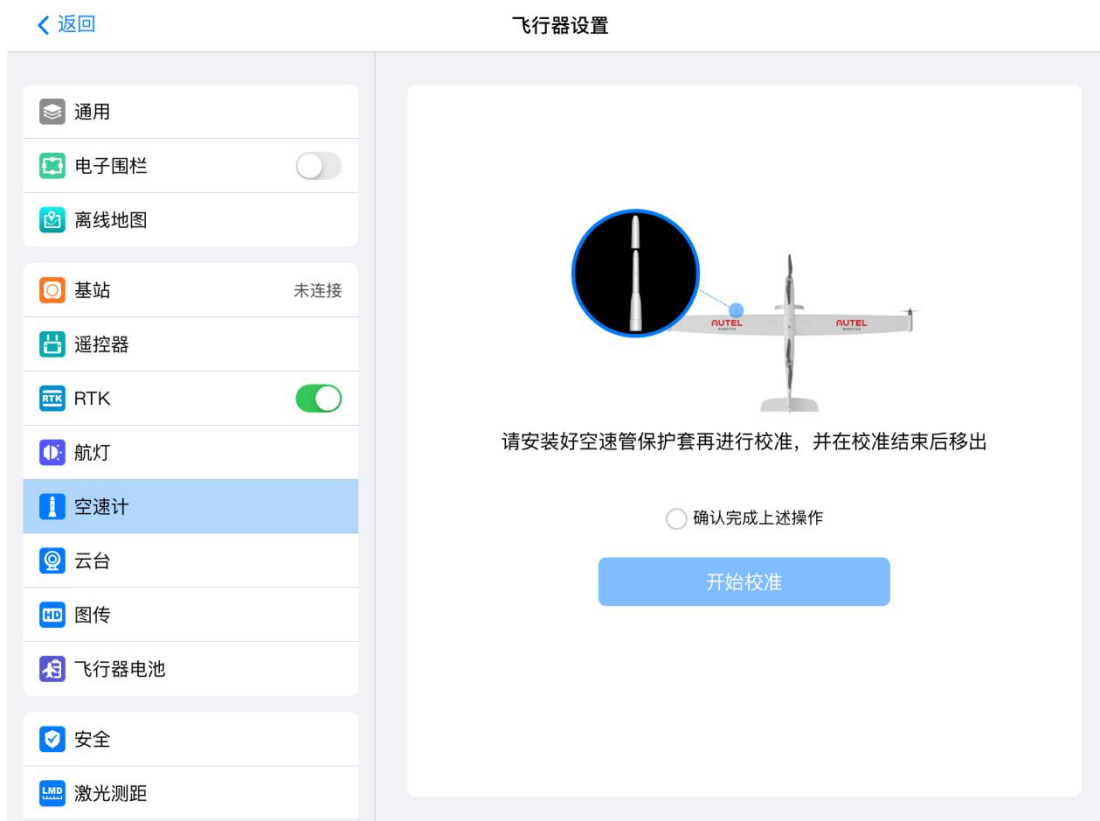 返回
飞行器设置
通用
电子围栏
离线地图
基站 未连接
遥控器
RTK RTK
航灯
空速计
云台
HD 图传
飞行器电池
安全
LMD 激光测距
AUTEL AUTEL
请安装好空速管保护套再进行校准，并在校准结束后移出
确认完成上述操作
开始校准